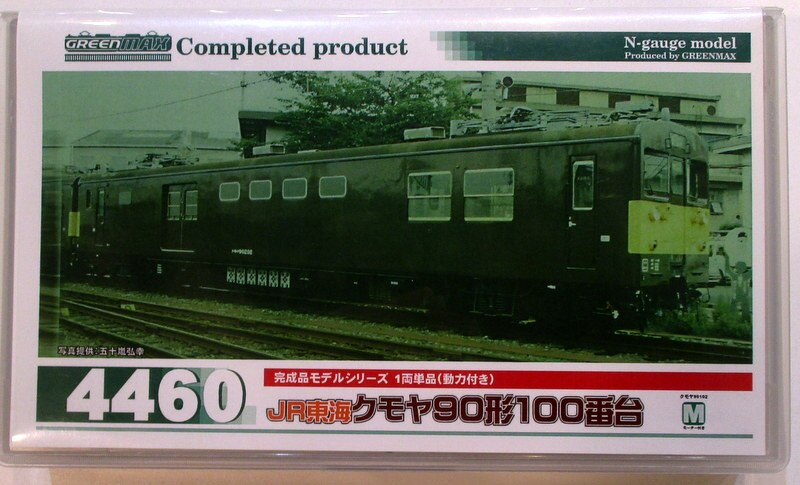 GREENMAX Completed product
N-gauge model
Produced by GREENMAX
写真提供：五十嵐弘幸
4460
完成品モデルシリーズ 1両単品(動力付き)
JR東海クモヤ90形100番台
クモヤ90102
M
モーター付き